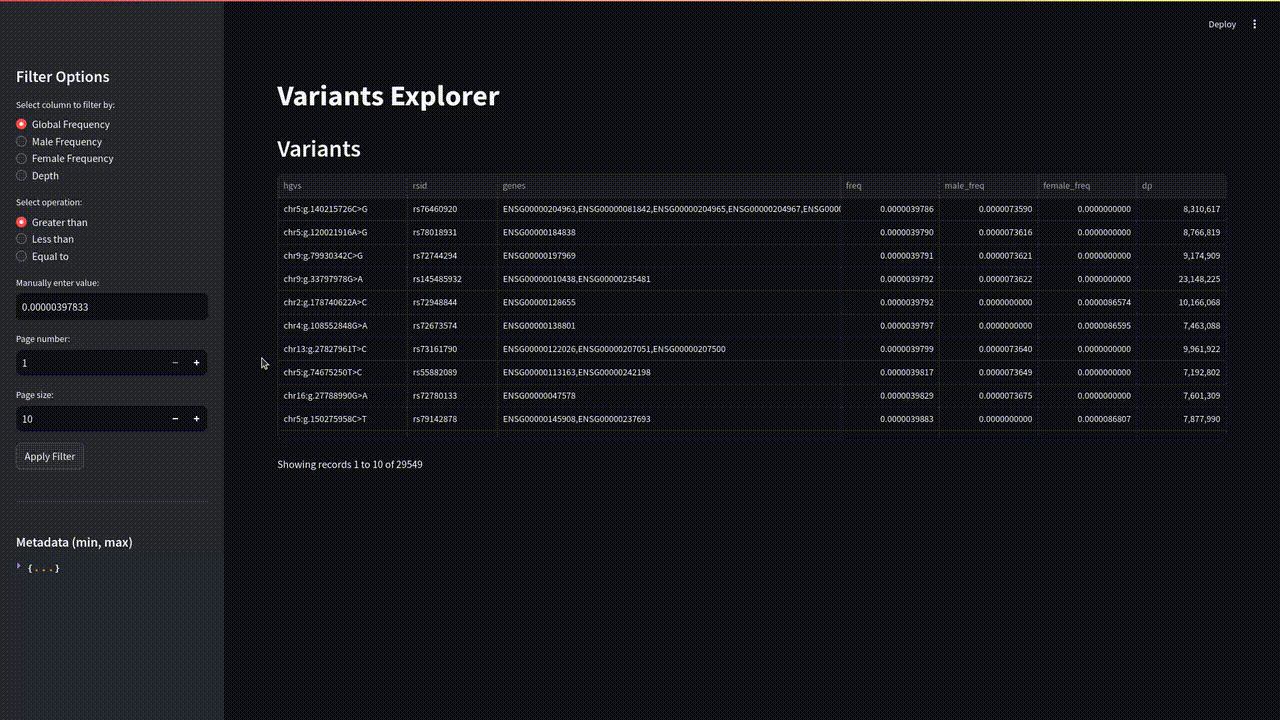 Deploy
Filter Options
Select column to filter by:
Global Frequency
Male Frequency
Female Frequency
Depth
Select operation:
Greater than
Less than
Equal to
Manually enter value:
0.00000397833
Page number:
1
Page size:
10
Apply Filter
Metadata (min, max)
{...}
Variants Explorer
Variants
hgvs rsid genes freq male_freq female_freq dp
chr5:g.140215726C>G rs76460920 ENSG00000204963,ENSG00000081842,ENSG00000204965,ENSG00000204967,ENSG000( 0.0000039786 0.0000073590 0.0000000000 8,310,617
chr5:g.120021916A>G rs78018931 ENSG00000184838 0.0000039790 0.0000073616 0.0000000000 8,766,819
chr9:g.79930342C>G rs72744294 ENSG00000197969 0.0000039791 0.0000073621 0.0000000000 9,174,909
chr9:g.33797978G>A rs145485932 ENSG00000010438,ENSG00000235481 0.0000039792 0.0000073622 0.0000000000 23,148,225
chr2:g.178740622A>C rs72948844 ENSG00000128655 0.0000039792 0.0000000000 0.0000086574 10,166,068
chr4:g.108552848G>A rs72673574 ENSG00000138801 0.0000039797 0.0000000000 0.0000086595 7,463,088
chr13:g.27827961T>C rs73161790 ENSG00000122026,ENSG00000207051,ENSG00000207500 0.0000039799 0.0000073640 0.0000000000 9,961,922
chr5:g.74675250T>C rs55882089 ENSG00000113163,ENSG00000242198 0.0000039817 0.0000073649 0.0000000000 7,192,802
chr16:g.27788990G>A rs72780133 ENSG00000047578 0.0000039829 0.0000073675 0.0000000000 7,601,309
chr5:g.150275958C>T rs79142878 ENSG00000145908,ENSG00000237693 0.0000039883 0.0000000000 0.0000086807 7,877,990
Showing records 1 to 10 of 29549